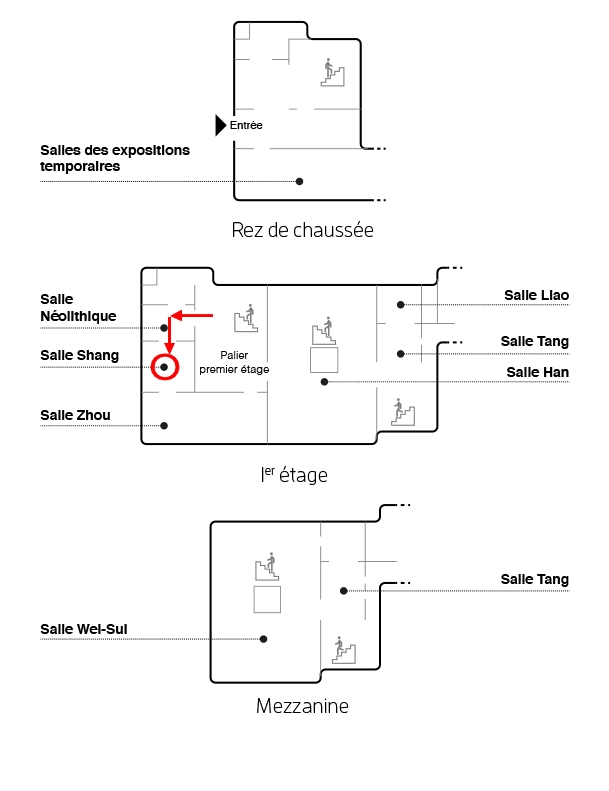 Entrée
Salles des expositions
temporaires
Rez de chaussée
Salle
Néolithique
Salle Shang
Salle Zhou
Palier
premier étage
Salle Liao
Salle Tang
Salle Han
Ier étage
Salle Tang
Salle Wei-Sui
Mezzanine